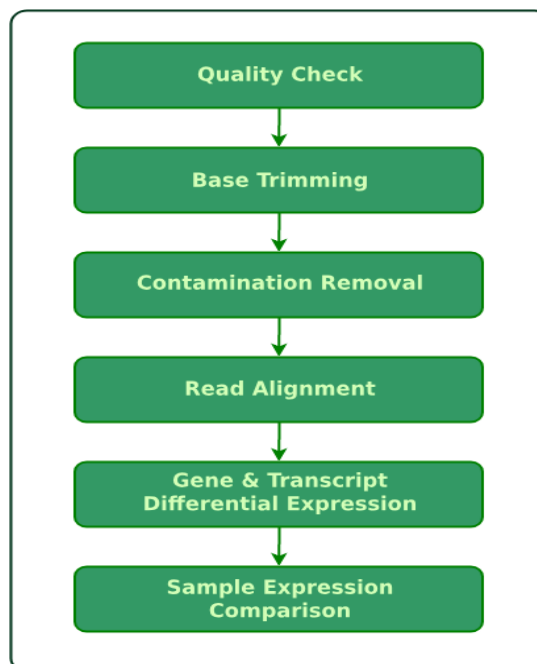 Quality Check
Base Trimming
Contamination Removal
Read Alignment
Gene & Transcript
Differential Expression
Sample Expression
Comparison